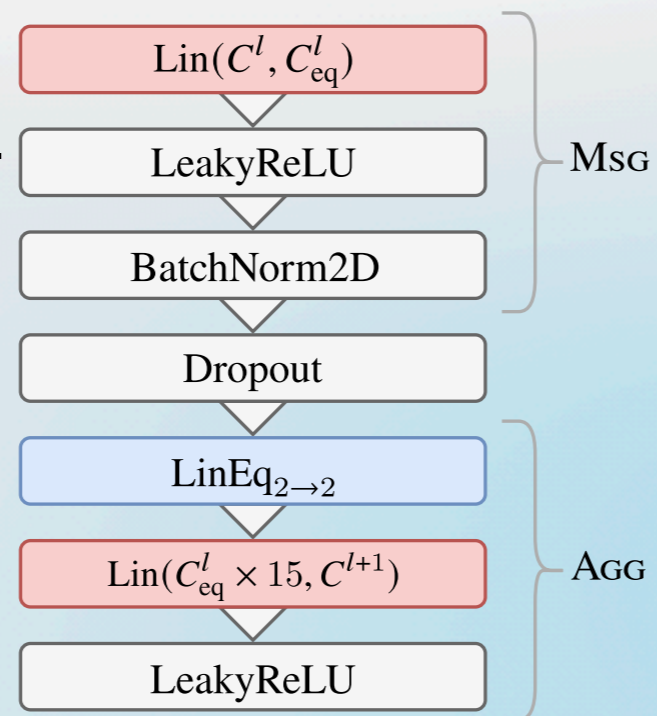 Lin(C^l, C^l_eq)
LeakyReLU
MSG
BatchNorm2D
Dropout
LinEq_{2→2}
Lin(C^l_eq × 15, C^{l+1})
AGG
LeakyReLU